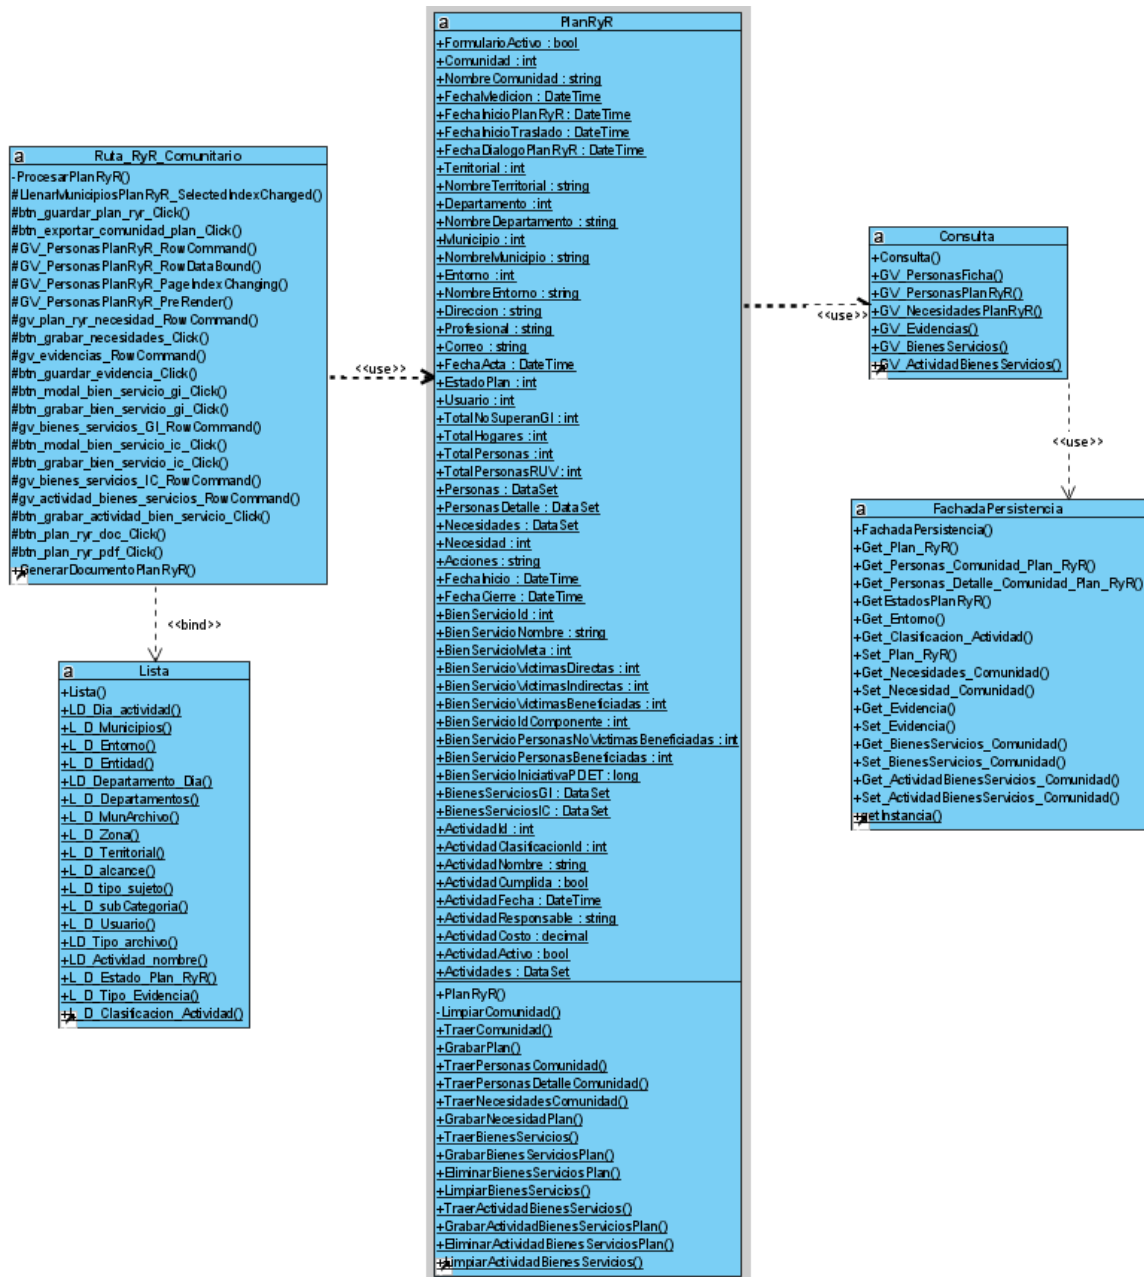 a
Ruta_RyR_Comunitario
-ProcesarPlanRyR()
#LlenarMunicipiosPlanRyR_SelectedIndexChanged()
#btn_guardar_plan_ryr_Click()
#btn_exportar_comunidad_plan_Click()
#GV_PersonasPlanRyR_RowCommand()
#GV_PersonasPlanRyR_RowDataBound()
#GV_PersonasPlanRyR_PageIndexChanging()
#GV_PersonasPlanRyR_PreRender()
#gv_plan_ryr_necesidad_RowCommand()
#btn_grabar_necesidades_Click()
#gv_evidencias_RowCommand()
#btn_guardar_evidencia_Click()
#btn_modal_bien_servicio_gi_Click()
#btn_grabar_bien_servicio_gi_Click()
#gv_bienes_servicios_GI_RowCommand()
#btn_modal_bien_servicio_ic_Click()
#btn_grabar_bien_servicio_ic_Click()
#gv_bienes_servicios_IC_RowCommand()
#gv_actividad_bienes_servicios_RowCommand()
#btn_grabar_actividad_bien_servicio_Click()
#btn_plan_ryr_doc_Click()
#btn_plan_ryr_pdf_Click()
+GenerarDocumentoPlanRyR()
<<bind>>
a
Lista
+Lista()
+LD_Dia_actividad()
+L_D_Municipios()
+L_D_Entorno()
+L_D_Entidad()
+LD_Departamento_Dia()
+L_D_Departamentos()
+L_D_MunArchivo()
+L_D_Zona()
+L_D_Territorial()
+L_D_alcance()
+L_D_tipo_sujeto()
+L_D_subCategoria()
+L_D_Usuario()
+LD_Tipo_archivo()
+LD_Actividad_nombre()
+L_D_Estado_Plan_RyR()
+L_D_Tipo_Evidencia()
+L_D_Clasificacion_Actividad()
<<use>>
a
PlanRyR
+FormularioActivo : bool
+Comunidad : int
+NombreComunidad : string
+FechaMedicion : DateTime
+FechaInicioPlanRyR : DateTime
+FechaInicioTraslado : DateTime
+FechaDialogoPlanRyR : DateTime
+Territorial : int
+NombreTerritorial : string
+Departamento : int
+NombreDepartamento : string
+Municipio : int
+NombreMunicipio : string
+Entorno : int
+NombreEntorno : string
+Direccion : string
+Profesional : string
+Correo : string
+FechaActa : DateTime
+EstadoPlan : int
+Usuario : int
+TotalNoSuperanGI : int
+TotalHogares : int
+TotalPersonas : int
+TotalPersonasRUV : int
+Personas : DataSet
+PersonasDetalle : DataSet
+Necesidades : DataSet
+Necesidad : int
+Acciones : string
+FechaInicio : DateTime
+FechaCierre : DateTime
+BienServicioId : int
+BienServicioNombre : string
+BienServicioMeta : int
+BienServicioVictimasDirectas : int
+BienServicioVictimasIndirectas : int
+BienServicioVictimasBeneficiadas : int
+BienServicioIdComponente : int
+BienServicioPersonasNoVictimasBeneficiadas : int
+BienServicioPersonasBeneficiadas : int
+BienServicioIniciativaPDET : long
+BienesServiciosGI : DataSet
+BienesServiciosIC : DataSet
+ActividadId : int
+ActividadClasificacionId : int
+ActividadNombre : string
+ActividadCumplida : bool
+ActividadFecha : DateTime
+ActividadResponsable : string
+ActividadCosto : decimal
+ActividadActivo : bool
+Actividades : DataSet
+PlanRyR()
-LimpiarComunidad()
+TraerComunidad()
+GrabarPlan()
+TraerPersonasComunidad()
+TraerPersonasDetalleComunidad()
+TraerNecesidadesComunidad()
+GrabarNecesidadPlan()
+TraerBienesServicios()
+GrabarBienesServiciosPlan()
+EliminarBienesServiciosPlan()
+LimpiarBienesServicios()
+TraerActividadBienesServicios()
+GrabarActividadBienesServiciosPlan()
+EliminarActividadBienesServiciosPlan()
+LimpiarActividadBienesServicios()
<<use>>
a
Consulta
+Consulta()
+GV_PersonasFicha()
+GV_PersonasPlanRyR()
+GV_NecesidadesPlanRyR()
+GV_Evidencias()
+GV_BienesServicios()
+GV_ActividadBienesServicios()
<<use>>
a
FachadaPersistencia
+FachadaPersistencia()
+Get_Plan_RyR()
+Get_Personas_Comunidad_Plan_RyR()
+Get_Personas_Detalle_Comunidad_Plan_RyR()
+GetEstadosPlanRyR()
+Get_Entorno()
+Get_Clasificacion_Actividad()
+Set_Plan_RyR()
+Get_Necesidades_Comunidad()
+Set_Necesidad_Comunidad()
+Get_Evidencia()
+Set_Evidencia()
+Get_BienesServicios_Comunidad()
+Set_BienesServicios_Comunidad()
+Get_ActividadBienesServicios_Comunidad()
+Set_ActividadBienesServicios_Comunidad()
+getInstancia()